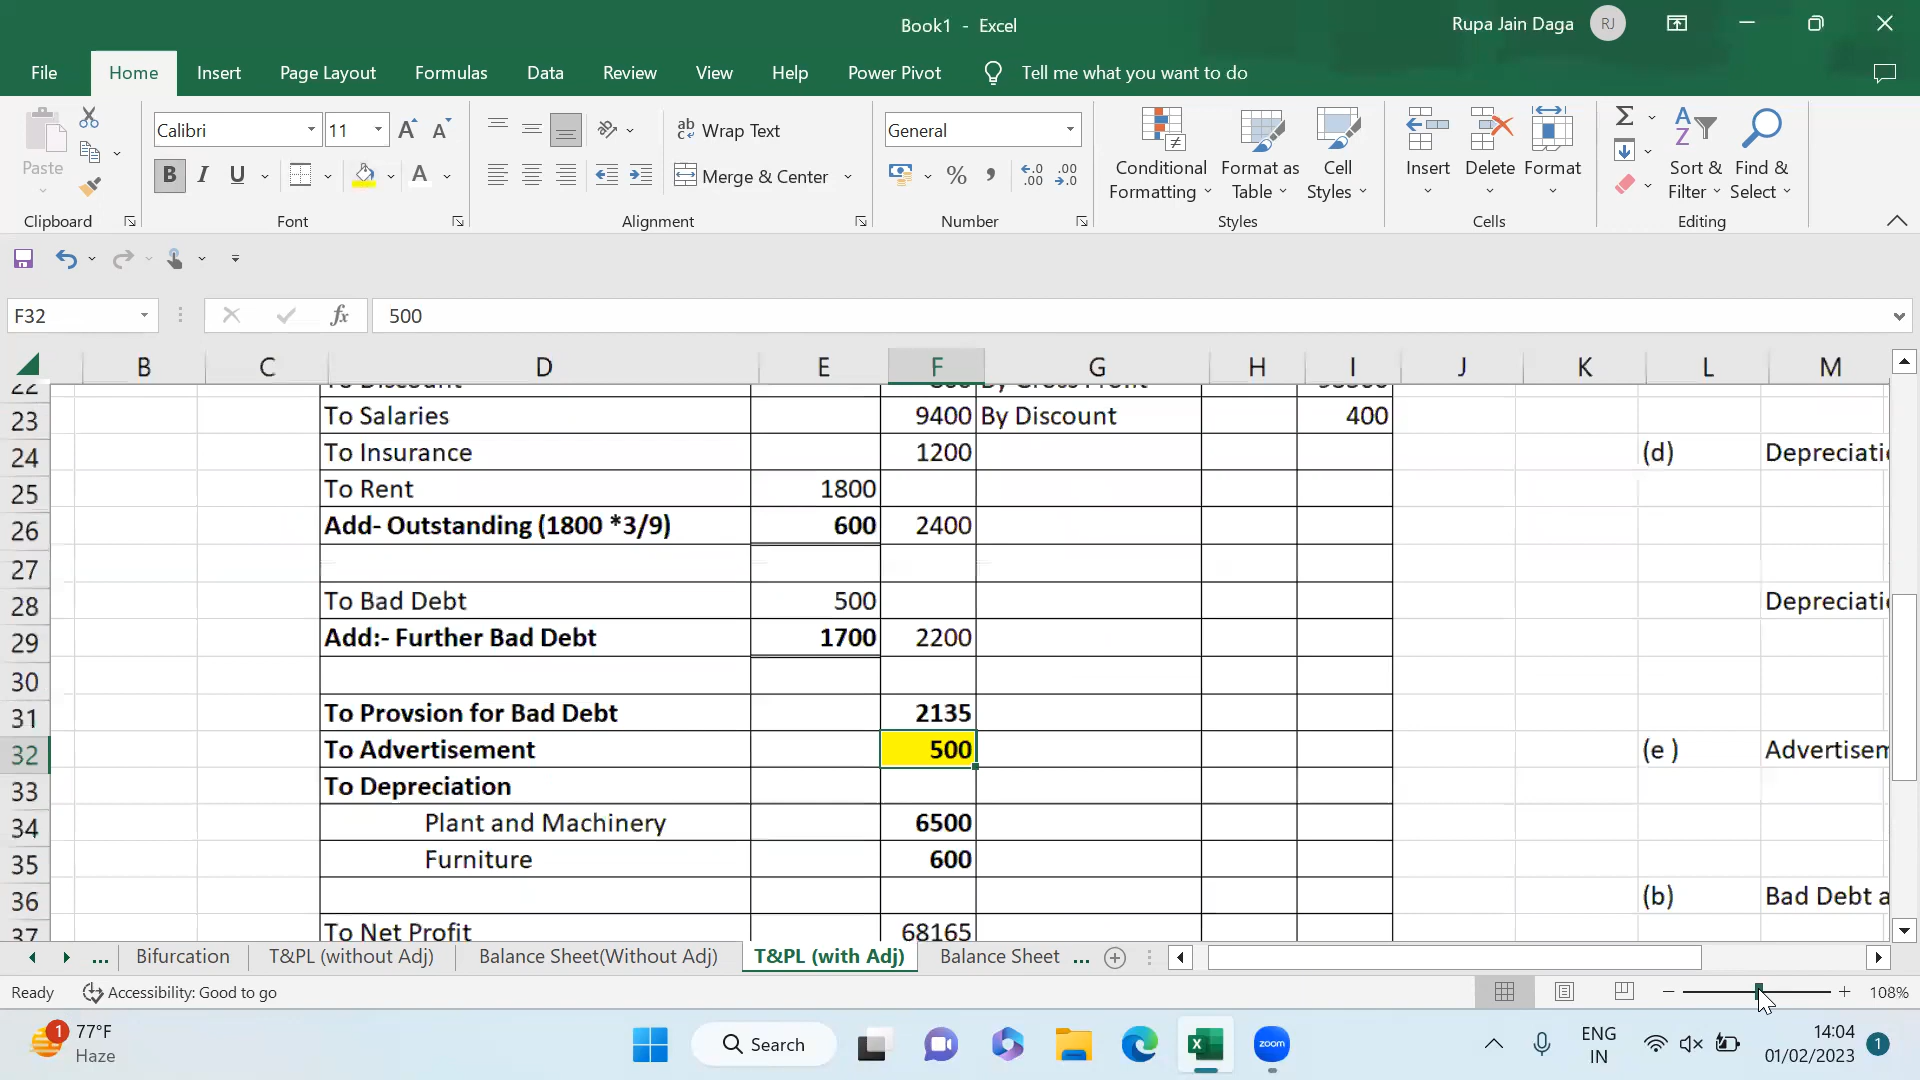 Book1 - Excel
Rupa Jain Daga RJ
File Home Insert Page Layout Formulas Data Review View Help Power Pivot Tell me what you want to do
Paste
Clipboard
Calibri 11
B I U A
Font
ab Wrap Text
Merge & Center
Alignment
General
% , .00 .00
Number
Conditional Formatting
Format as Table
Cell Styles
Styles
Insert Delete Format
Cells
Sort & Filter
Find & Select
Editing
F32 fx 500
B C D E F G H I J K L M
23 To Salaries 9400 By Discount 400
24 To Insurance 1200 (d)
25 To Rent 1800
26 Add- Outstanding (1800 *3/9) 600 2400
27
28 To Bad Debt 500
29 Add:- Further Bad Debt 1700 2200
30
31 To Provsion for Bad Debt 2135
32 To Advertisement 500 (e )
33 To Depreciation
34 Plant and Machinery 6500
35 Furniture 600
36 (b) Bad Debt a
37 To Net Profit 68165
... Bifurcation T&PL (without Adj) Balance Sheet(Without Adj) T&PL (with Adj) Balance Sheet ...
Ready Accessibility: Good to go 108%
1 77°F
Haze
Search
zoom
ENG
IN
14:04
01/02/2023
1